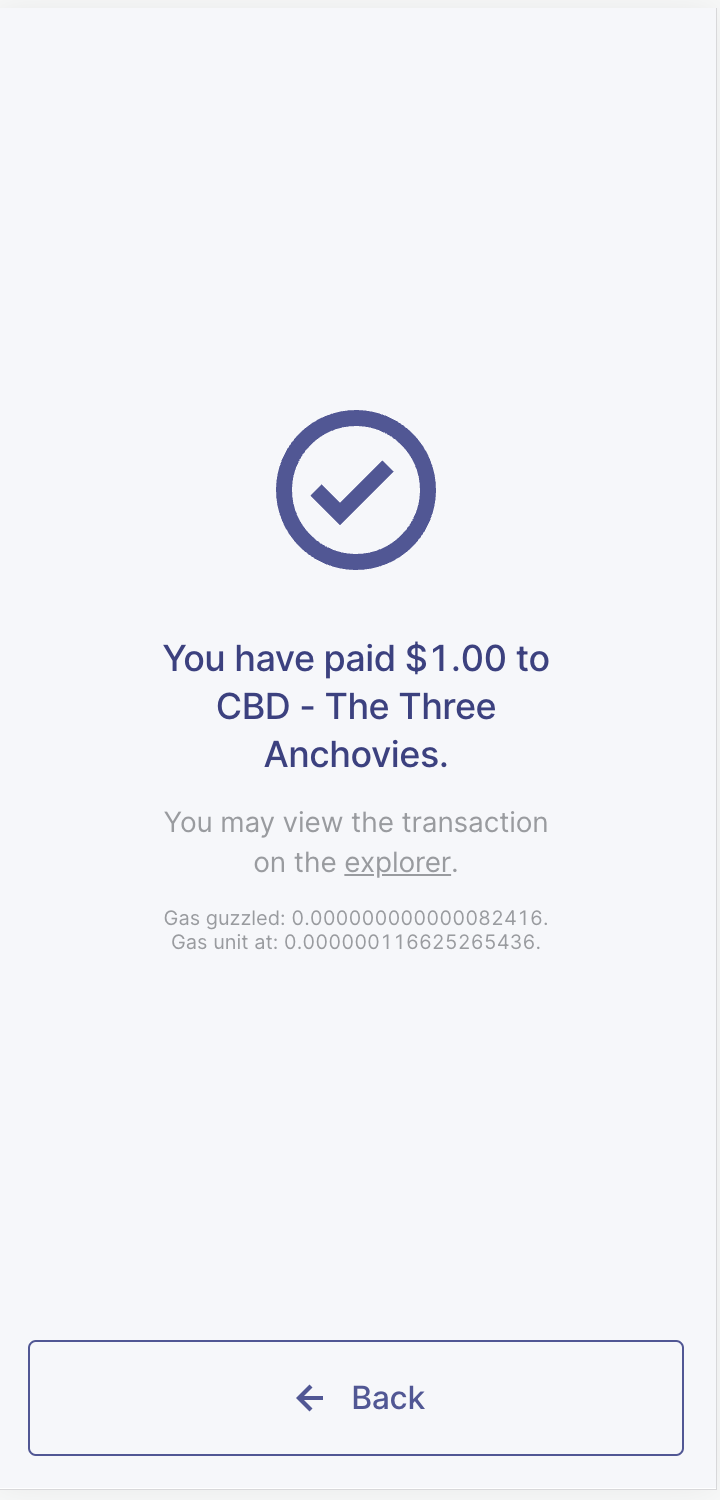 You have paid $1.00 to
CBD - The Three
Anchovies.
You may view the transaction
on the explorer.
Gas guzzled: 0.000000000000082416.
Gas unit at: 0.000000116625265436.
Back